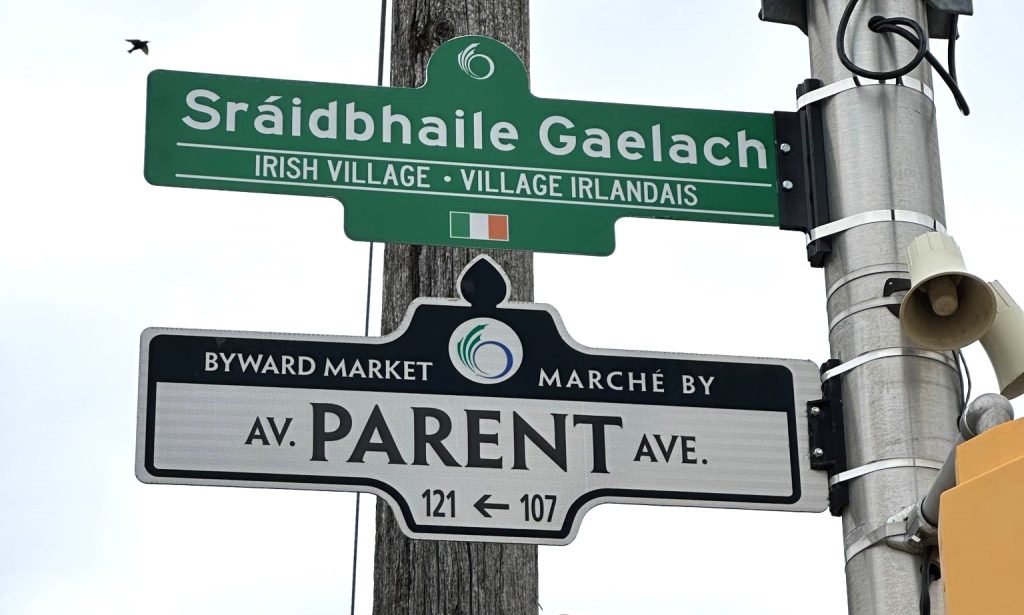 Sráidbhaile Gaelach
IRISH VILLAGE · VILLAGE IRLANDAIS
BYWARD MARKET MARCHÉ BY
AV. PARENT AVE.
121 ← 107